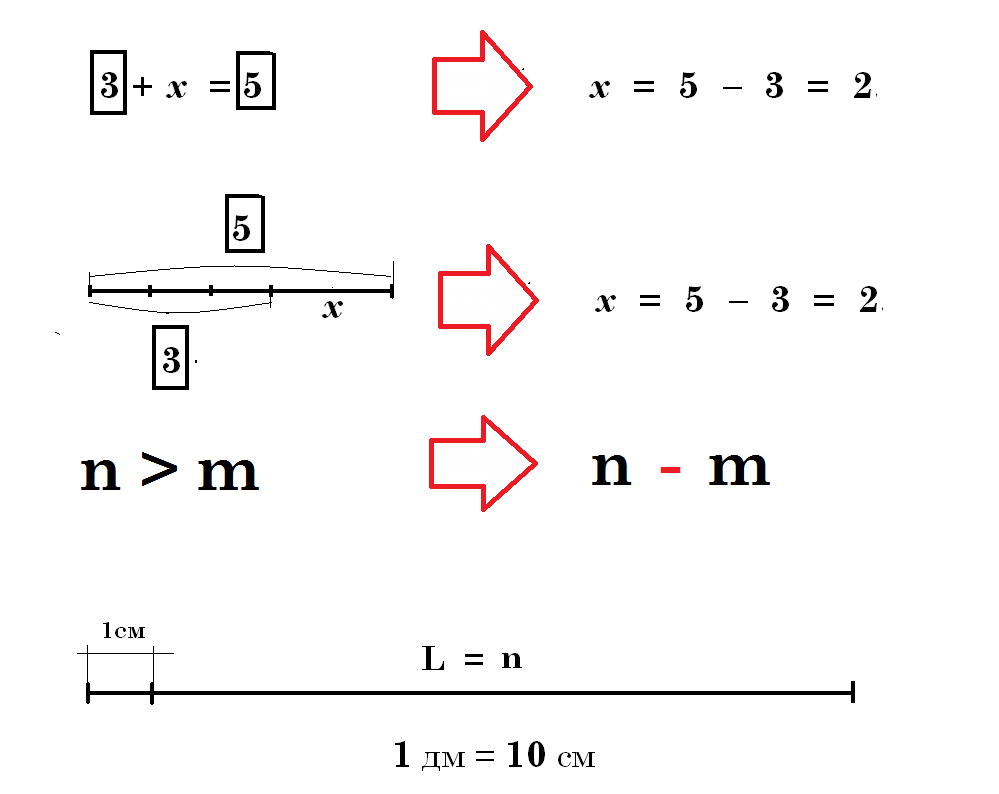 3 + x = 5 x = 5 – 3 = 2.
5
x x = 5 – 3 = 2.
3
n > m n - m
1см
L = n
1 дм = 10 см